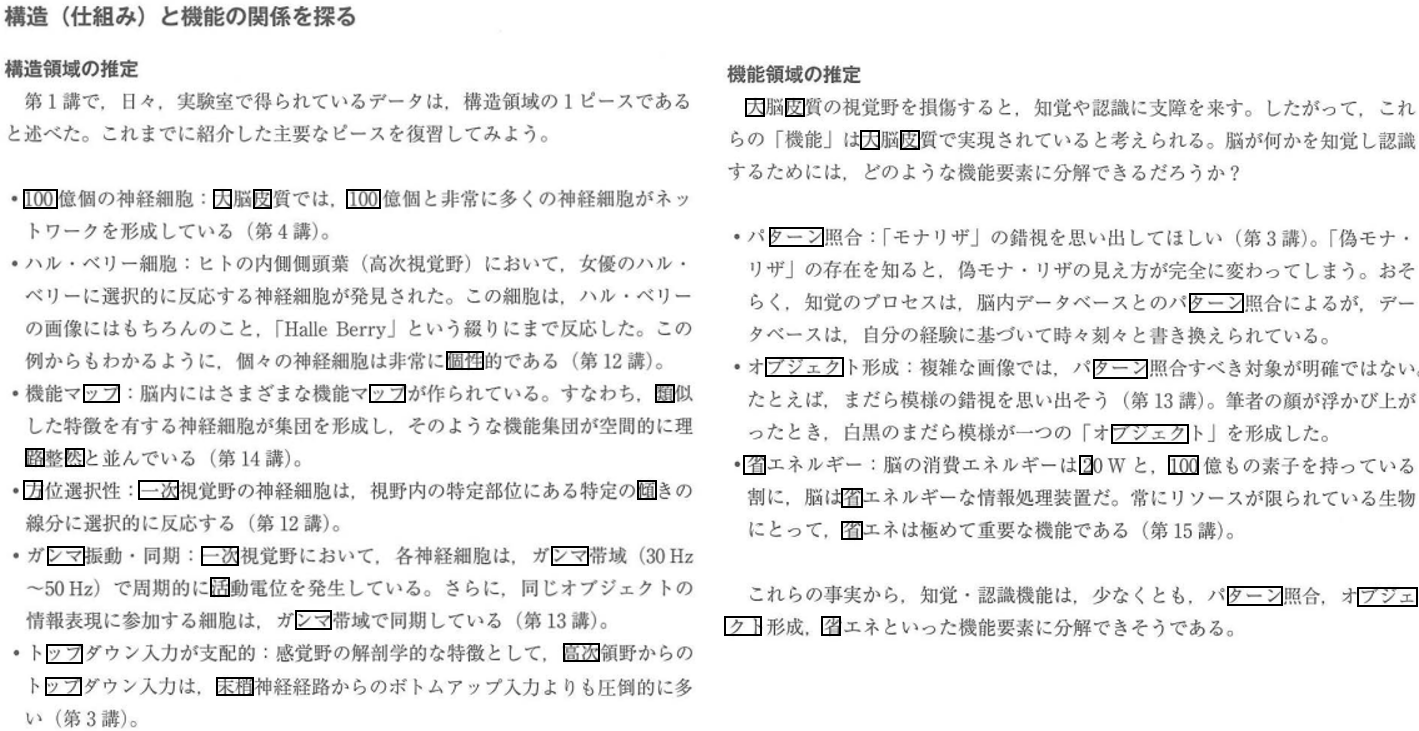 構造（仕組み）と機能の関係を探る
構造領域の推定
第1講で，日々，実験室で得られているデータは，構造領域の1ピースである
と述べた。これまでに紹介した主要なピースを復習してみよう。
・100億個の神経細胞：大脳皮質では，100億個と非常に多くの神経細胞がネッ
トワークを形成している（第4講）。
・ハル・ベリー細胞：ヒトの内側側頭葉（高次視覚野）において，女優のハル・
ベリーに選択的に反応する神経細胞が発見された。この細胞は，ハル・ベリー
の画像にはもちろんのこと，「Halle Berry」という綴りにまで反応した。この
例からもわかるように，個々の神経細胞は非常に個性的である（第12講）。
・機能マップ：脳内にはさまざまな機能マップが作られている。すなわち，類似
した特徴を有する神経細胞が集団を形成し，そのような機能集団が空間的に理
路整然と並んでいる（第14講）。
・方位選択性：一次視覚野の神経細胞は，視野内の特定部位にある特定の傾きの
線分に選択的に反応する（第12講）。
・ガンマ振動・同期：一次視覚野において，各神経細胞は，ガンマ帯域（30 Hz
～50 Hz）で周期的に活動電位を発生している。さらに，同じオブジェクトの
情報表現に参加する細胞は，ガンマ帯域で同期している（第13講）。
・トップダウン入力が支配的：感覚野の解剖学的な特徴として，高次領野からの
トップダウン入力は，末梢神経経路からのボトムアップ入力よりも圧倒的に多
い（第3講）。
機能領域の推定
大脳皮質の視覚野を損傷すると，知覚や認識に支障を来す。したがって，これ
らの「機能」は大脳皮質で実現されていると考えられる。脳が何かを知覚し認識
するためには，どのような機能要素に分解できるだろうか？
・パターン照合：「モナリザ」の錯視を思い出してほしい（第3講）。「偽モナ・
リザ」の存在を知ると，偽モナ・リザの見え方が完全に変わってしまう。おそ
らく，知覚のプロセスは，脳内データベースとのパターン照合によるが，デー
タベースは，自分の経験に基づいて時々刻々と書き換えられている。
・オブジェクト形成：複雑な画像では，パターン照合すべき対象が明確ではない。
たとえば，まだら模様の錯視を思い出そう（第13講）。筆者の顔が浮かび上が
ったとき，白黒のまだら模様が一つの「オブジェクト」を形成した。
・省エネルギー：脳の消費エネルギーは20 Wと，100億もの素子を持っている
割に，脳は省エネルギーな情報処理装置だ。常にリソースが限られている生物
にとって，省エネは極めて重要な機能である（第15講）。
これらの事実から，知覚・認識機能は，少なくとも，パターン照合，オブジェ
クト形成，省エネといった機能要素に分解できそうである。